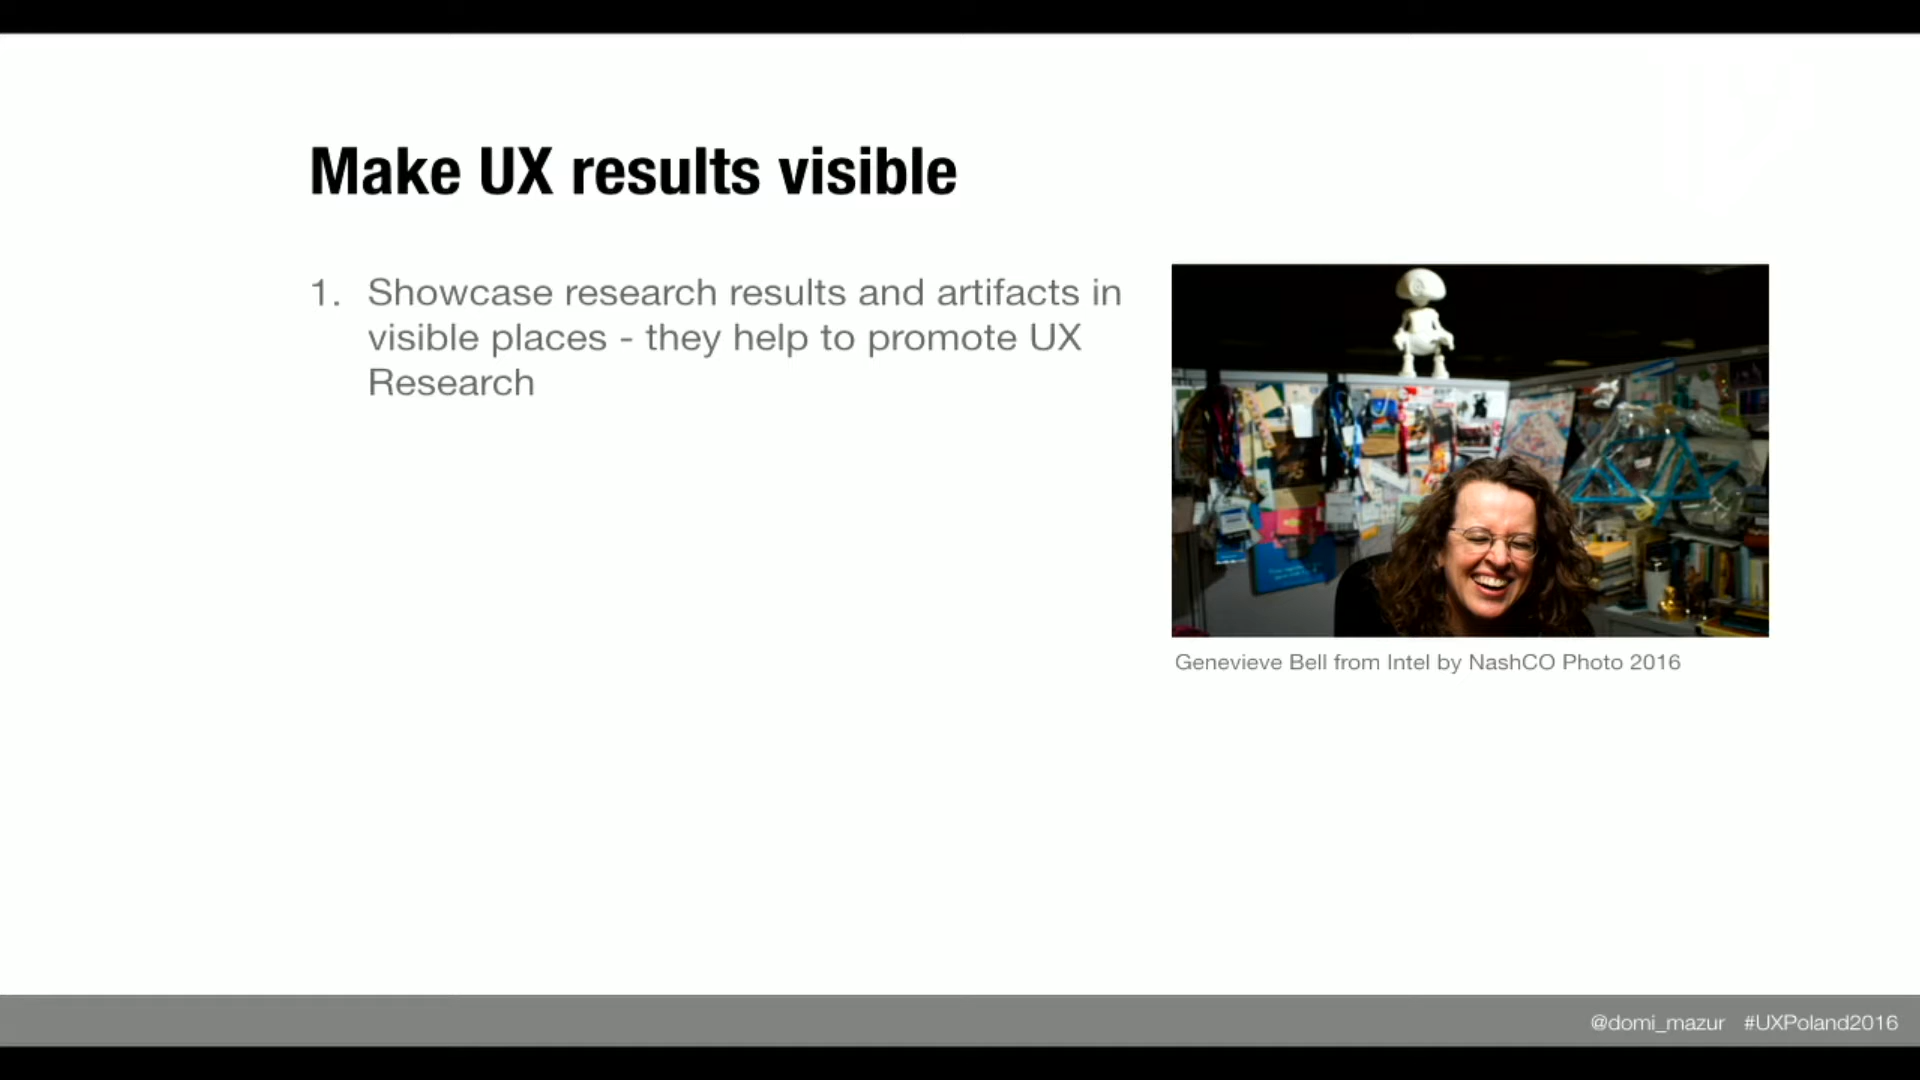 Make UX results visible
1. Showcase research results and artifacts in
visible places - they help to promote UX
Research
Genevieve Bell from Intel by NashCO Photo 2016
@domi_mazur #UXPoland2016